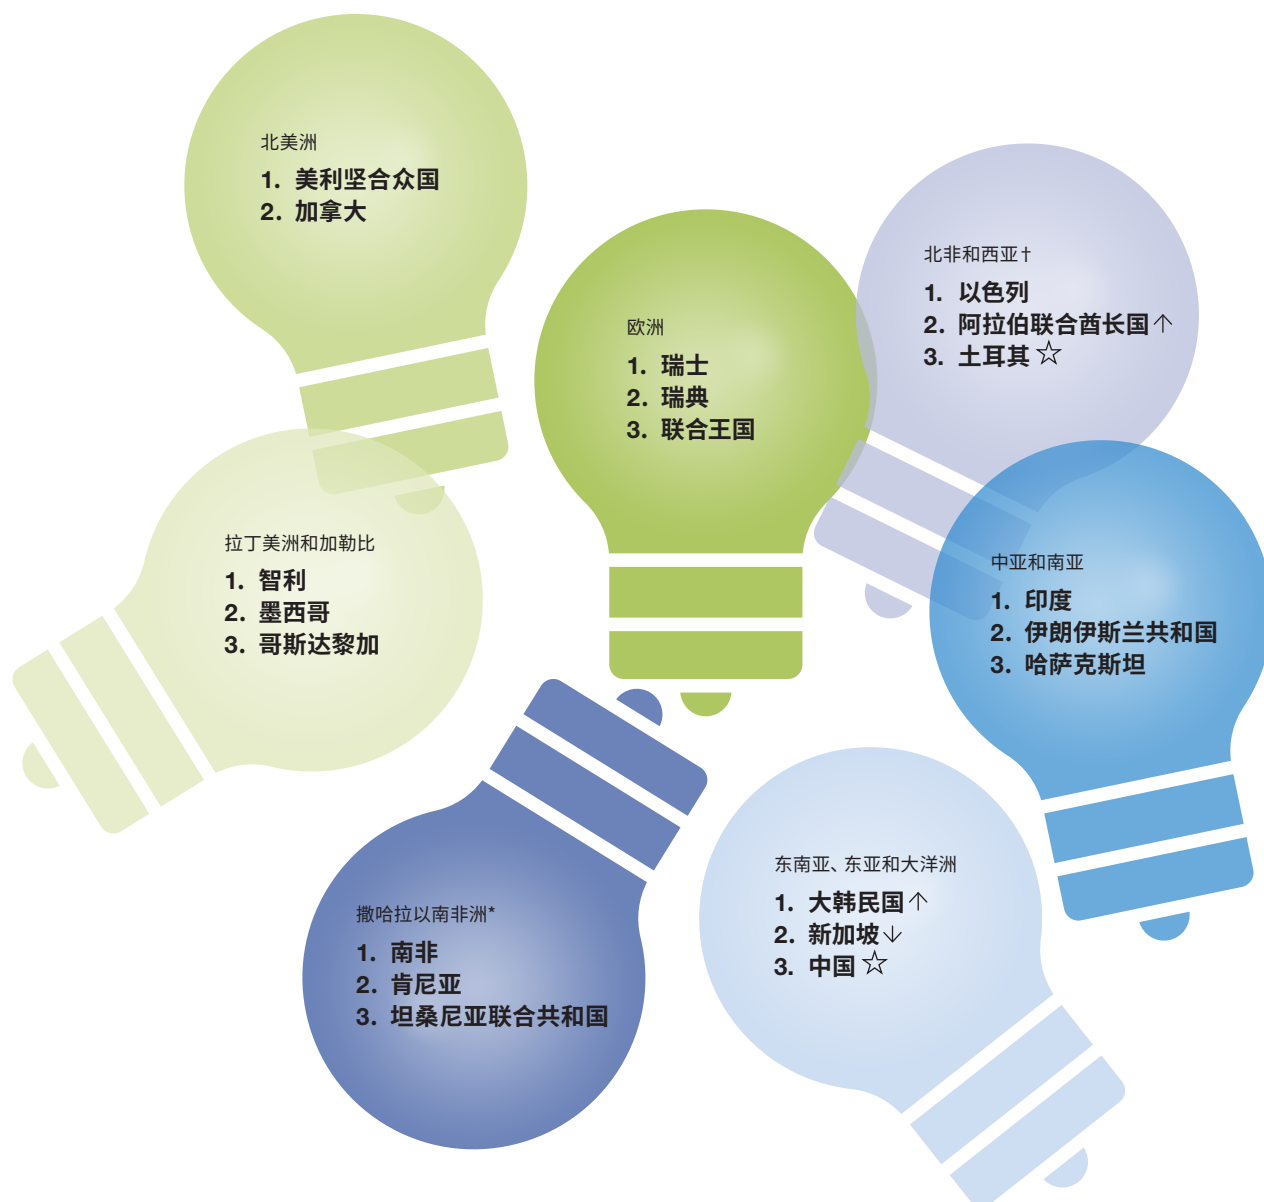 北美洲
1. 美利坚合众国
2. 加拿大
欧洲
1. 瑞士
2. 瑞典
3. 联合王国
北非和西亚†
1. 以色列
2. 阿拉伯联合酋长国↑
3. 土耳其☆
拉丁美洲和加勒比
1. 智利
2. 墨西哥
3. 哥斯达黎加
中亚和南亚
1. 印度
2. 伊朗伊斯兰共和国
3. 哈萨克斯坦
撒哈拉以南非洲*
1. 南非
2. 肯尼亚
3. 坦桑尼亚联合共和国
东南亚、东亚和大洋洲
1. 大韩民国↑
2. 新加坡↓
3. 中国☆